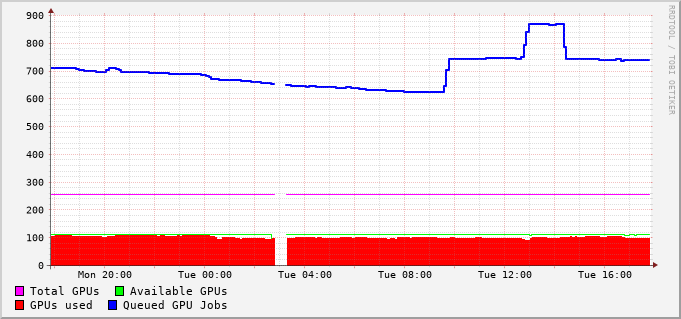 900
800
700
600
500
400
300
200
100
0
Mon 20:00 Tue 00:00 Tue 04:00 Tue 08:00 Tue 12:00 Tue 16:00
Total GPUs Available GPUs
GPUs used Queued GPU Jobs
RRDTOOL / TOBI OETIKER